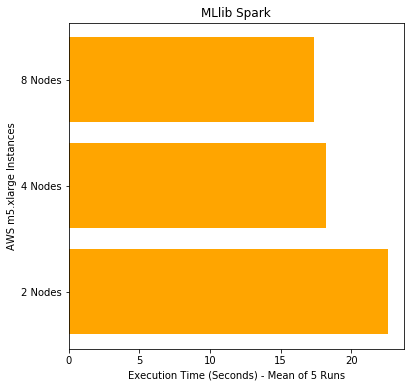 MLlib Spark
AWS m5.xlarge Instances
8 Nodes
4 Nodes
2 Nodes
0 5 10 15 20
Execution Time (Seconds) - Mean of 5 Runs